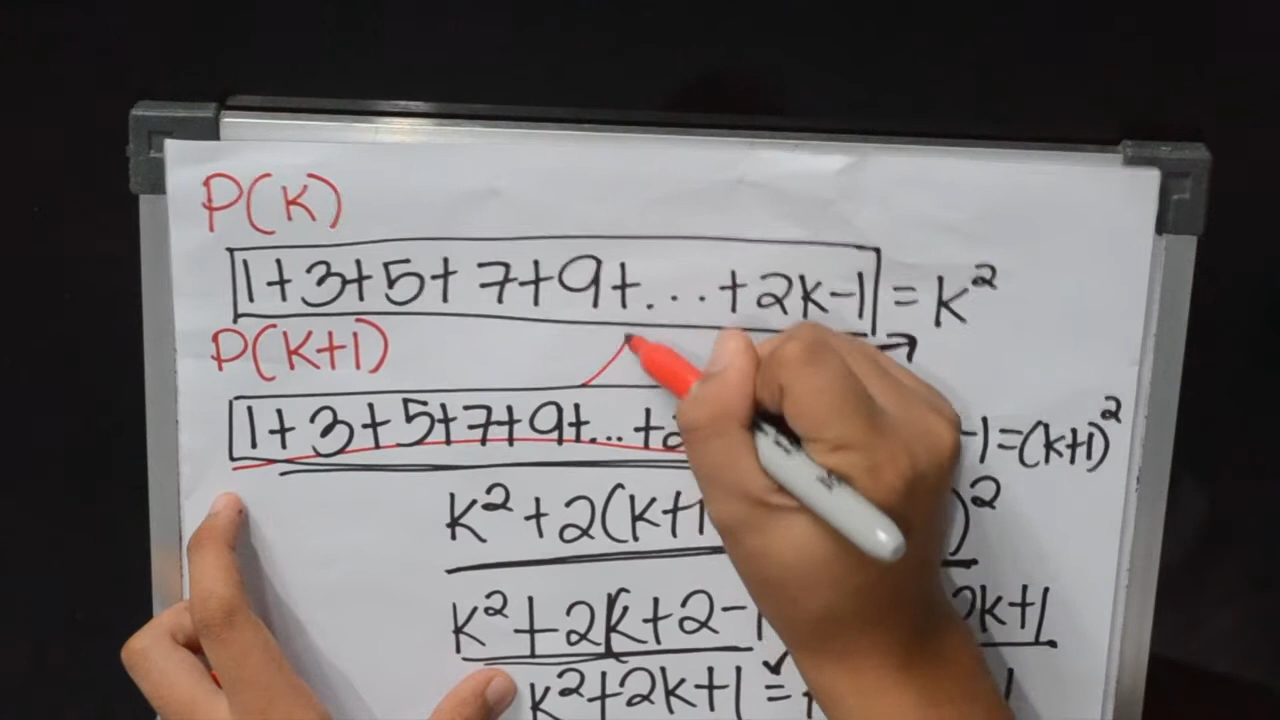 P(K)
1+3+5+7+9+...+2k-1 = k²
P(K+1)
1+3+5+7+9+...+2 -1=(k+1)²
k²+2(k+1 )²
k²+2k+2- 2k+1
k²+2k+1 = 1